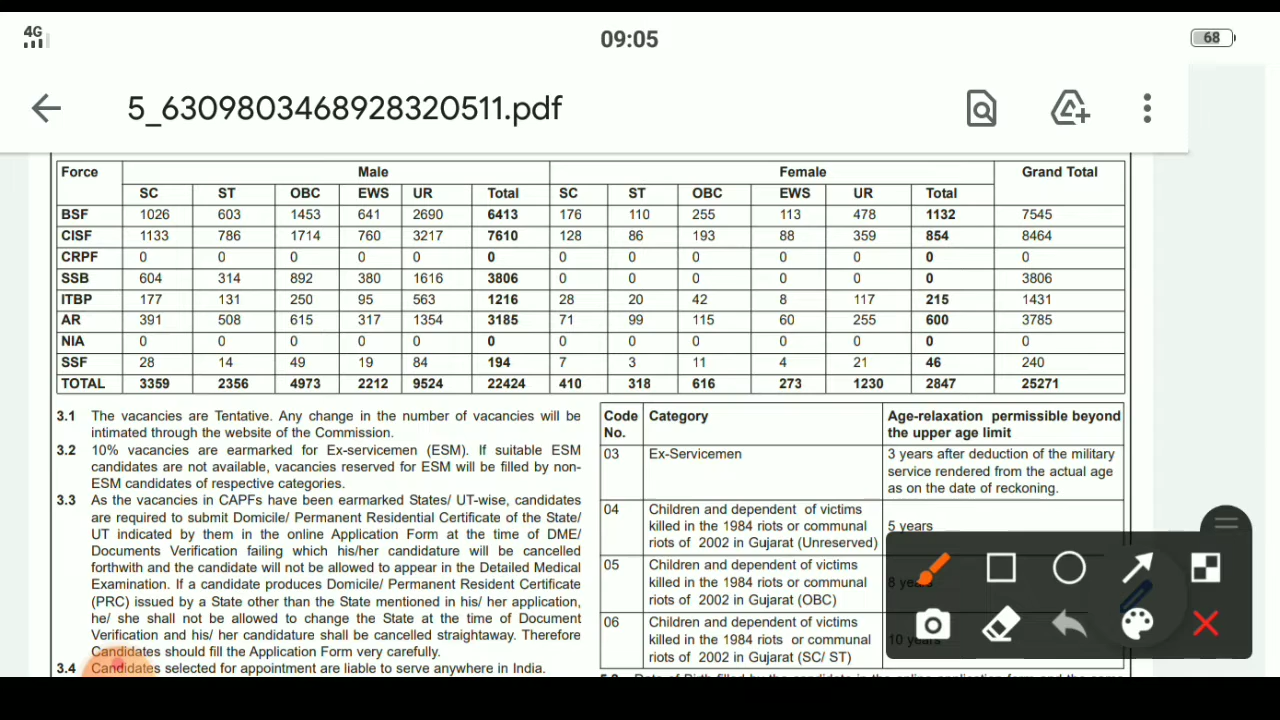 4G
09:05
68
5_6309803468928320511.pdf
Force Male Female Grand Total
SC ST OBC EWS UR Total SC ST OBC EWS UR Total
BSF 1026 603 1453 641 2690 6413 176 110 255 113 478 1132 7545
CISF 1133 786 1714 760 3217 7610 128 86 193 88 359 854 8464
CRPF 0 0 0 0 0 0 0 0 0 0 0 0 0
SSB 604 314 892 380 1616 3806 0 0 0 0 0 0 3806
ITBP 177 131 250 95 563 1216 28 20 42 8 117 215 1431
AR 391 508 615 317 1354 3185 71 99 115 60 255 600 3785
NIA 0 0 0 0 0 0 0 0 0 0 0 0 0
SSF 28 14 49 19 84 194 7 3 11 4 21 46 240
TOTAL 3359 2356 4973 2212 9524 22424 410 318 616 273 1230 2847 25271
3.1 The vacancies are Tentative. Any change in the number of vacancies will be
intimated through the website of the Commission.
3.2 10% vacancies are earmarked for Ex-servicemen (ESM). If suitable ESM
candidates are not available, vacancies reserved for ESM will be filled by non-
ESM candidates of respective categories.
3.3 As the vacancies in CAPFs have been earmarked States/ UT-wise, candidates
are required to submit Domicile/ Permanent Residential Certificate of the State/
UT indicated by them in the online Application Form at the time of DME/
Documents Verification failing which his/her candidature will be cancelled
forthwith and the candidate will not be allowed to appear in the Detailed Medical
Examination. If a candidate produces Domicile/ Permanent Resident Certificate
(PRC) issued by a State other than the State mentioned in his/ her application,
he/ she shall not be allowed to change the State at the time of Document
Verification and his/ her candidature shall be cancelled straightaway. Therefore
Candidates should fill the Application Form very carefully.
3.4 Candidates selected for appointment are liable to serve anywhere in India.
Code Category Age-relaxation permissible beyond
No. the upper age limit
03 Ex-Servicemen 3 years after deduction of the military
service rendered from the actual age
as on the date of reckoning.
04 Children and dependent of victims
killed in the 1984 riots or communal 5 years
riots of 2002 in Gujarat (Unreserved)
05 Children and dependent of victims
killed in the 1984 riots or communal 8 years
riots of 2002 in Gujarat (OBC)
06 Children and dependent of victims
killed in the 1984 riots or communal 10 years
riots of 2002 in Gujarat (SC/ ST)